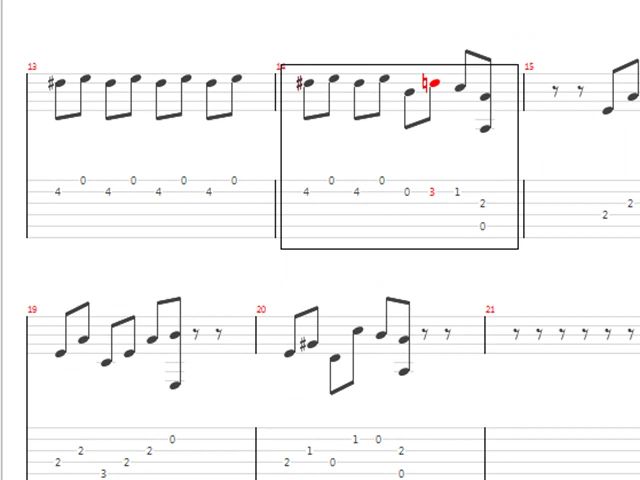 13 14 15
0 0 0 0 0 0
4 4 4 4 4 4 0 3 1
2 2
2
0
19 20 21
0 1 0
2 2 1 2
2 2 2 0
3 0